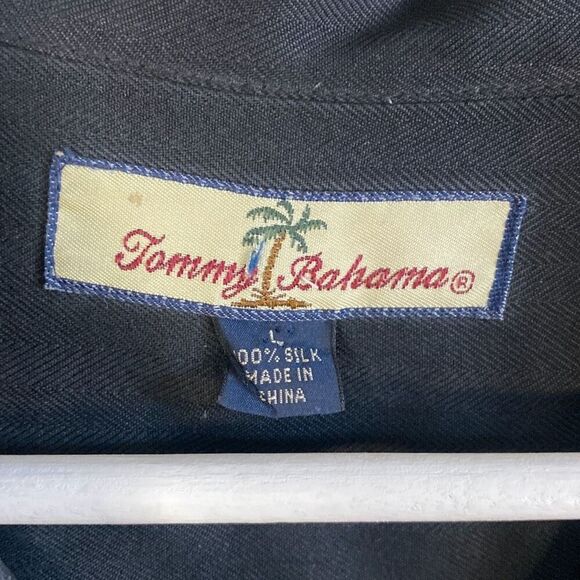 Tommy Bahama®
L
100% SILK
MADE IN
CHINA